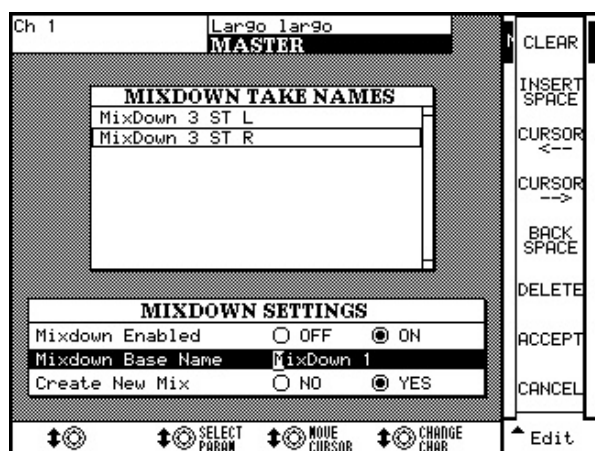 Ch 1
Largo largo
MASTER
MIXDOWN TAKE NAMES
MixDown 3 ST L
MixDown 3 ST R
MIXDOWN SETTINGS
Mixdown Enabled OFF ON
Mixdown Base Name MixDown 1
Create New Mix NO YES
SELECT PARAM
MOVE CURSOR
CHANGE CHAR
CLEAR
INSERT SPACE
CURSOR <--
CURSOR -->
BACK SPACE
DELETE
ACCEPT
CANCEL
Edit